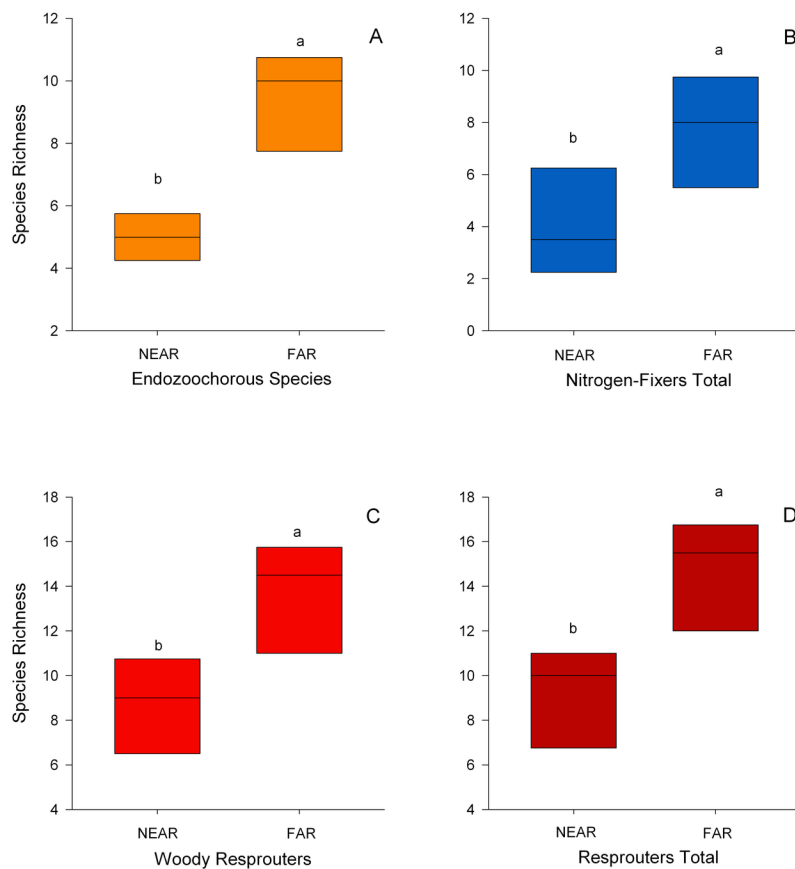 12
10
8
6
4
2
Species Richness
A
a
b
NEAR FAR
Endozoochorous Species
12
10
8
6
4
2
0
B
a
b
NEAR FAR
Nitrogen-Fixers Total
18
16
14
12
10
8
6
4
Species Richness
C
a
b
NEAR FAR
Woody Resprouters
18
16
14
12
10
8
6
4
D
a
b
NEAR FAR
Resprouters Total